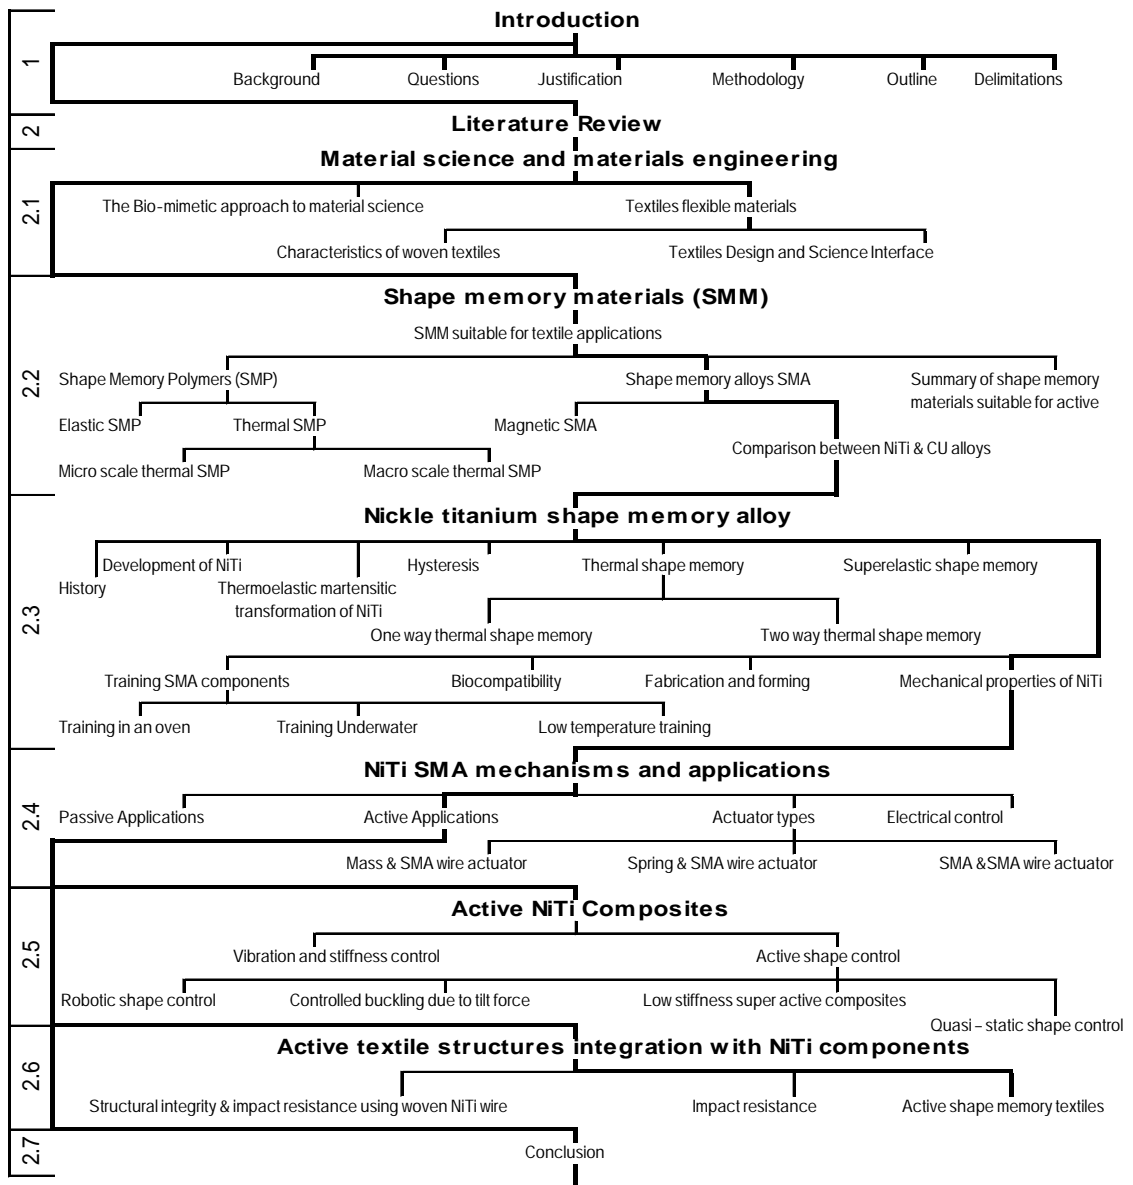 Introduction
1
Background Questions Justification Methodology Outline Delimitations
2
Literature Review
Material science and materials engineering
2.1
The Bio-mimetic approach to material science Textiles flexible materials
Characteristics of woven textiles Textiles Design and Science Interface
Shape memory materials (SMM)
SMM suitable for textile applications
2.2
Shape Memory Polymers (SMP) Shape memory alloys SMA Summary of shape memory
materials suitable for active
Elastic SMP Thermal SMP Magnetic SMA
Comparison between NiTi & CU alloys
Micro scale thermal SMP Macro scale thermal SMP
Nickle titanium shape memory alloy
2.3
Development of NiTi Hysteresis Thermal shape memory Superelastic shape memory
History Thermoelastic martensitic
transformation of NiTi
One way thermal shape memory Two way thermal shape memory
Training SMA components Biocompatibility Fabrication and forming Mechanical properties of NiTi
Training in an oven Training Underwater Low temperature training
NiTi SMA mechanisms and applications
2.4
Passive Applications Active Applications Actuator types Electrical control
Mass & SMA wire actuator Spring & SMA wire actuator SMA &SMA wire actuator
Active NiTi Composites
2.5
Vibration and stiffness control Active shape control
Robotic shape control Controlled buckling due to tilt force Low stiffness super active composites
Quasi – static shape control
Active textile structures integration with NiTi components
2.6
Structural integrity & impact resistance using woven NiTi wire Impact resistance Active shape memory textiles
2.7
Conclusion